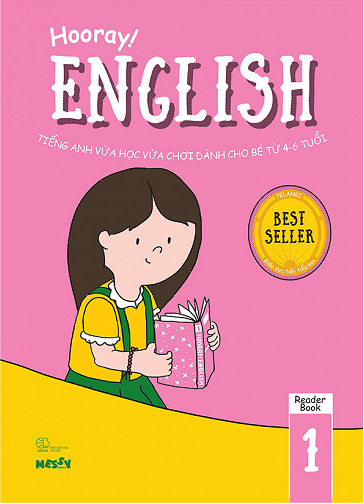 Hooray!
ENGLISH
TIẾNG ANH VỪA HỌC VỪA CHƠI DÀNH CHO BÉ TỪ 4-6 TUỔI
PELANGI
BEST
SELLER
Reader
Book
1
MESSY